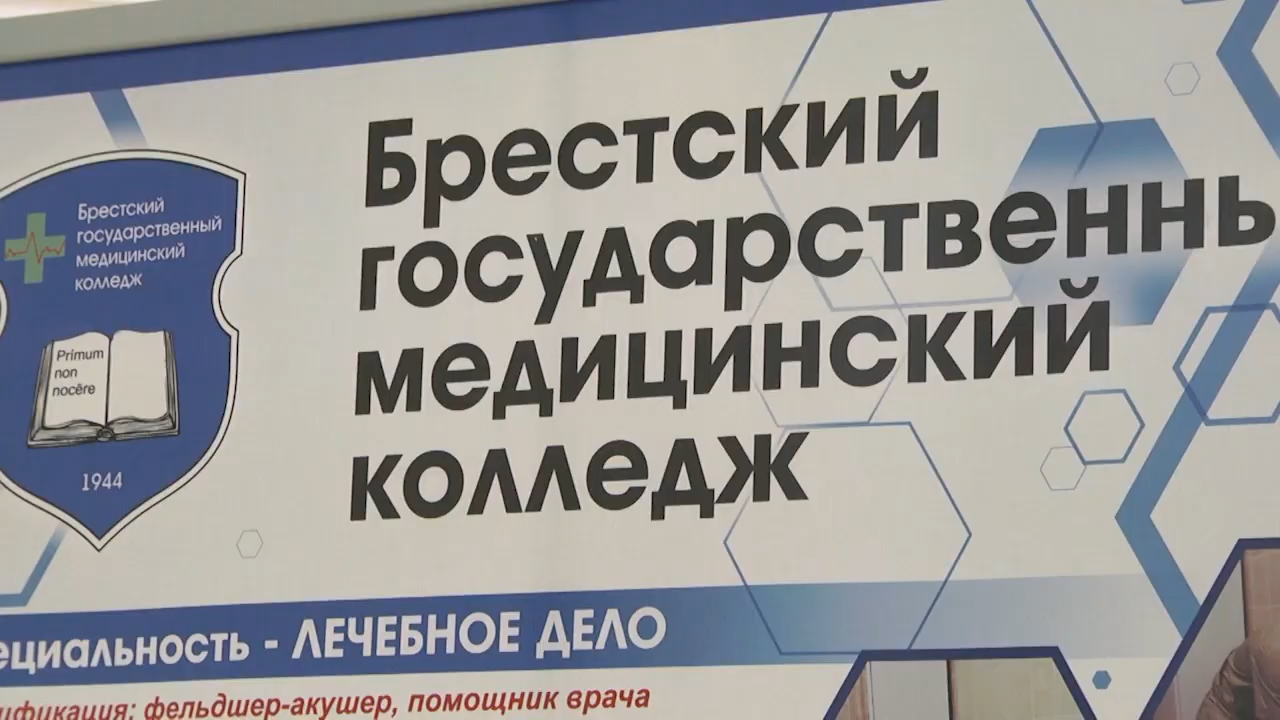 Брестский
государственны
медицинский
колледж
Брестский
государственный
медицинский
колледж
Primum
non
nocēre
1944
ециальность - ЛЕЧЕБНОЕ ДЕЛО
ификация: фельдшер-акушер, помощник врача